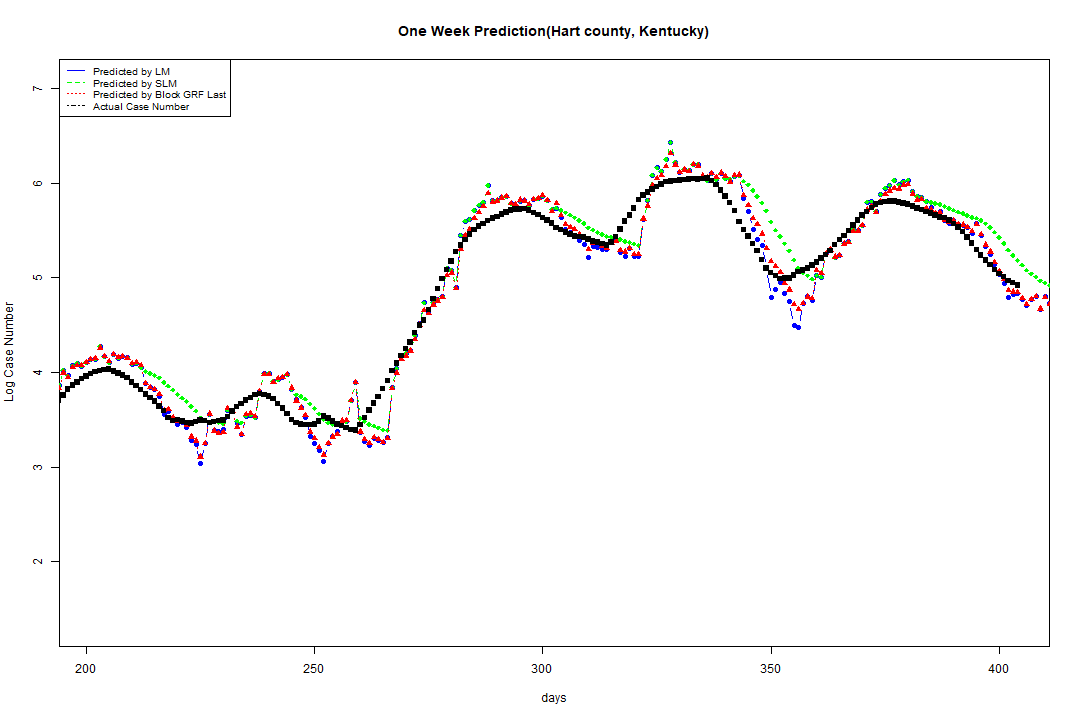 One Week Prediction(Hart county, Kentucky)
Predicted by LM
Predicted by SLM
Predicted by Block GRF Last
Actual Case Number
7
6
5
4
3
2
Log Case Number
200 250 300 350 400
days